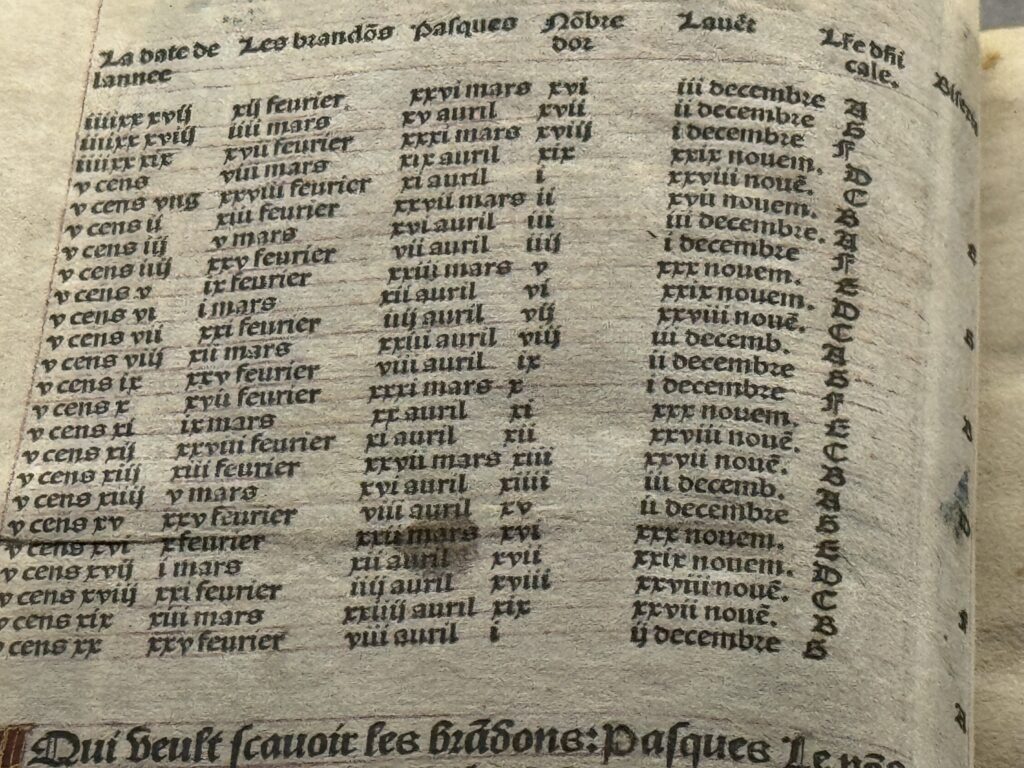 La date de lannee Les brandōs Pasques Nōbre dor Lauēt Lře dñi cale.
iiiixx xvij xij feurier xxvi mars xvi iii decembre A
iiiixx xviij iiii mars xv auril xvii ii decembre G
iiiixx xix xvii feurier xxxi mars xviij i decembre F
v cens viii mars xix auril xix xxix nouem. D
v cens vng xxviii feurier xi auril i xxviii nouē. C
v cens ii xiii feurier xxvii mars ii xvii nouem. B
v cens iij v mars xvi auril iii iii decembre. A
v cens iiij xxv feurier vii auril iiij i decembre F
v cens v ix feurier xxiii mars v xxx nouem. E
v cens vi i mars xii auril vi xxix nouem. D
v cens vii xxi feurier iiij auril vij xxviii nouē. C
v cens viij xii mars xxiii auril viij iii decemb. A
v cens ix xxv feurier viii auril ix ii decembre G
v cens x xvii feurier xxxi mars x i decembre F
v cens xi ix mars xx auril xi xxx nouem. E
v cens xij xxviii feurier xi auril xii xxviii nouē. C
v cens xiij xiii feurier xxvii mars xiii xxvii nouē. B
v cens xiiij v mars xvi auril xiiii iii decemb. A
v cens xv xxv feurier viii auril xv ii decembre G
v cens xvi x feurier xxiii mars xvi xxx nouem. E
v cens xvij i mars xii auril xvii xxix nouem. D
v cens xviij xxi feurier iiij auril xviii xxviii nouē. C
v cens xix xiii mars xxiiij auril xix xxvii nouē. B
v cens xx xxv feurier viii auril i ij decembre G
Qui veult scauoir les brādons: Pasques Le